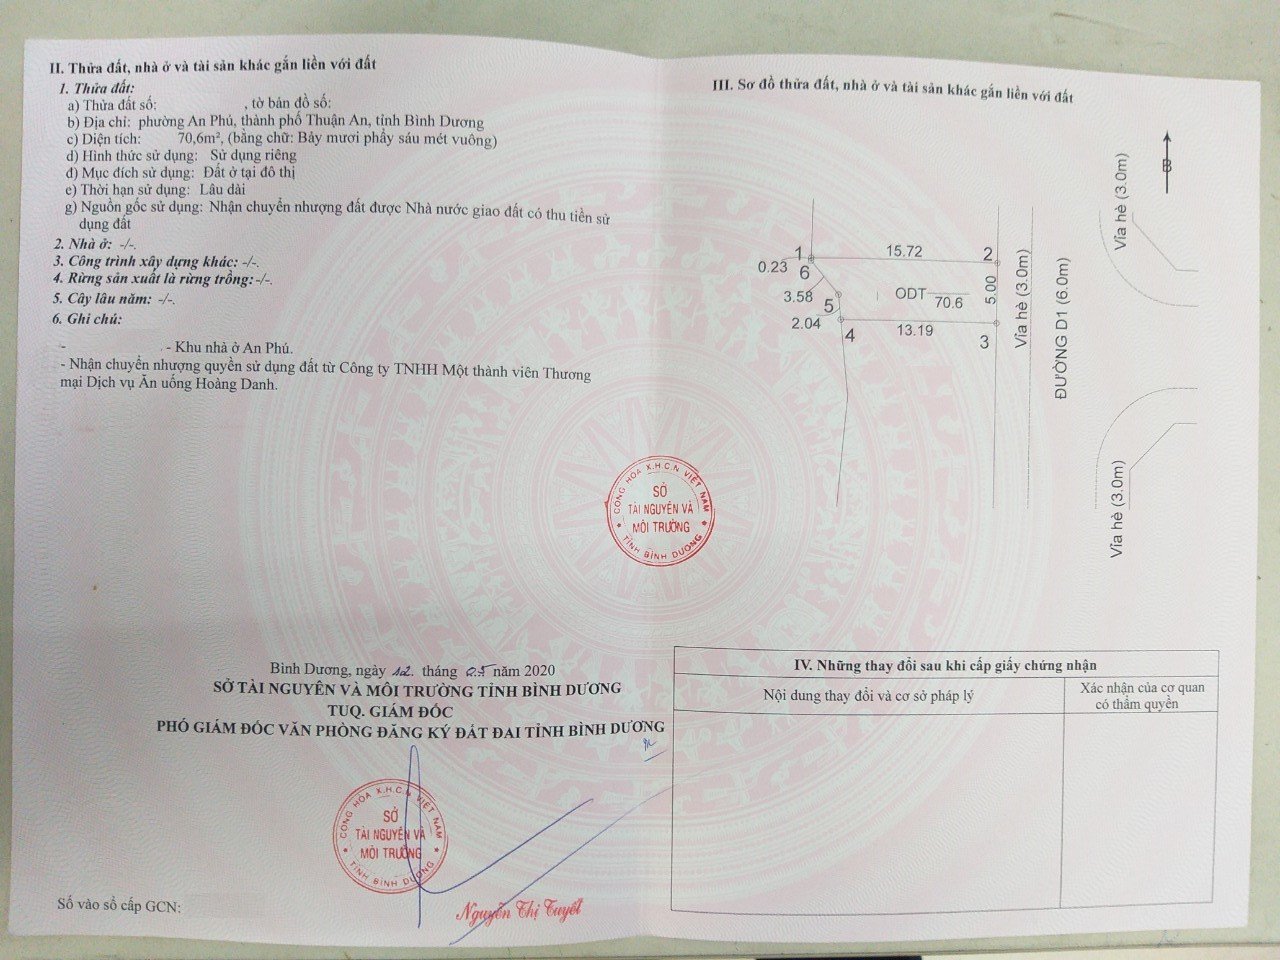 II. Thửa đất, nhà ở và tài sản khác gắn liền với đất
1. Thửa đất:
a) Thửa đất số: , tờ bản đồ số:
b) Địa chỉ: phường An Phú, thành phố Thuận An, tỉnh Bình Dương
c) Diện tích: 70,6m², (bằng chữ: Bảy mươi phẩy sáu mét vuông)
d) Hình thức sử dụng: Sử dụng riêng
đ) Mục đích sử dụng: Đất ở tại đô thị
e) Thời hạn sử dụng: Lâu dài
g) Nguồn gốc sử dụng: Nhận chuyển nhượng đất được Nhà nước giao đất có thu tiền sử
dụng đất
2. Nhà ở: -/-.
3. Công trình xây dựng khác: -/-.
4. Rừng sản xuất là rừng trồng: -/-.
5. Cây lâu năm: -/-.
6. Ghi chú:
- - Khu nhà ở An Phú.
- Nhận chuyển nhượng quyền sử dụng đất từ Công ty TNHH Một thành viên Thương
mại Dịch vụ Ăn uống Hoàng Danh.
Bình Dương, ngày 12. tháng 05 năm 2020
SỞ TÀI NGUYÊN VÀ MÔI TRƯỜNG TỈNH BÌNH DƯƠNG
TUQ. GIÁM ĐỐC
PHÓ GIÁM ĐỐC VĂN PHÒNG ĐĂNG KÝ ĐẤT ĐAI TỈNH BÌNH DƯƠNG
CỘNG HÒA X.H.C.N VIỆT NAM
SỞ
TÀI NGUYÊN VÀ
MÔI TRƯỜNG
★ TỈNH BÌNH DƯƠNG ★
Nguyễn Thị Tuyết
Số vào sổ cấp GCN:
CỘNG HÒA X.H.C.N VIỆT NAM
SỞ
TÀI NGUYÊN VÀ
MÔI TRƯỜNG
★ TỈNH BÌNH DƯƠNG ★
III. Sơ đồ thửa đất, nhà ở và tài sản khác gắn liền với đất
B
Vỉa hè (3.0m)
1
15.72
2
0.23
6
3.58
5
ODT
70.6
5.00
2.04
4
13.19
3
Vỉa hè (3.0m)
ĐƯỜNG D1 (6.0m)
Vỉa hè (3.0m)
IV. Những thay đổi sau khi cấp giấy chứng nhận
Nội dung thay đổi và cơ sở pháp lý
Xác nhận của cơ quan
có thẩm quyền